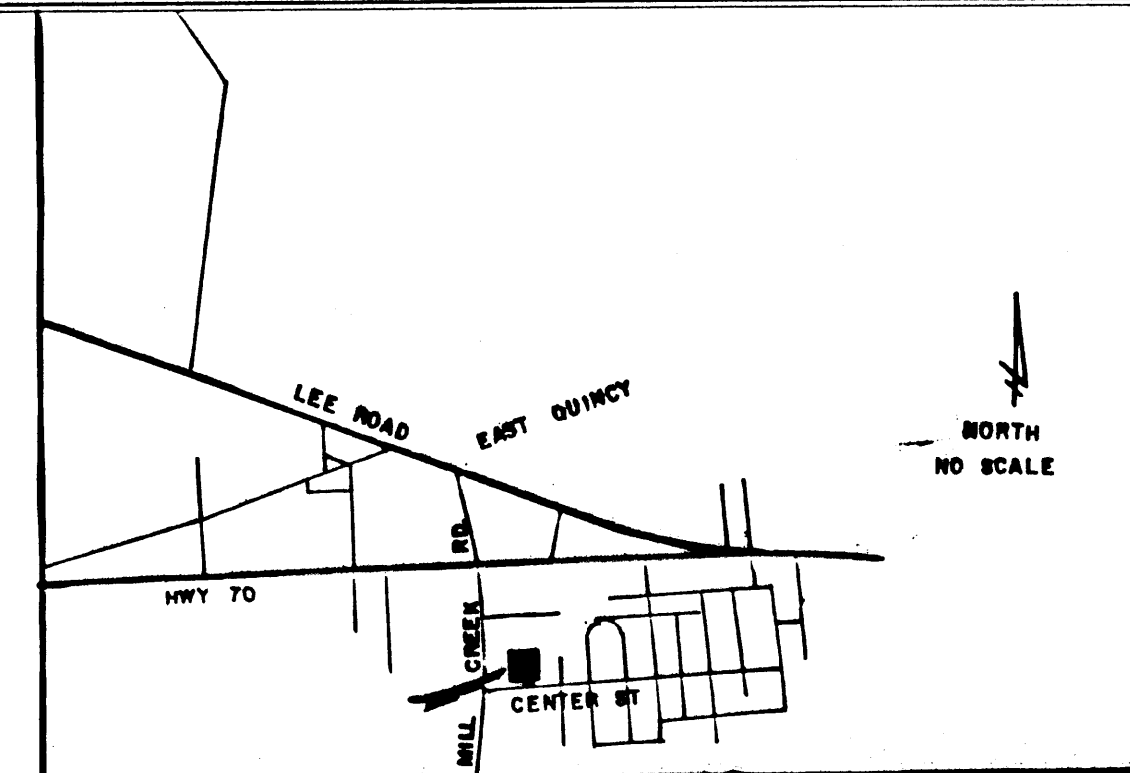 LEE ROAD
EAST QUINCY
NORTH
NO SCALE
HWY 70
MILL CREEK RD.
CENTER ST